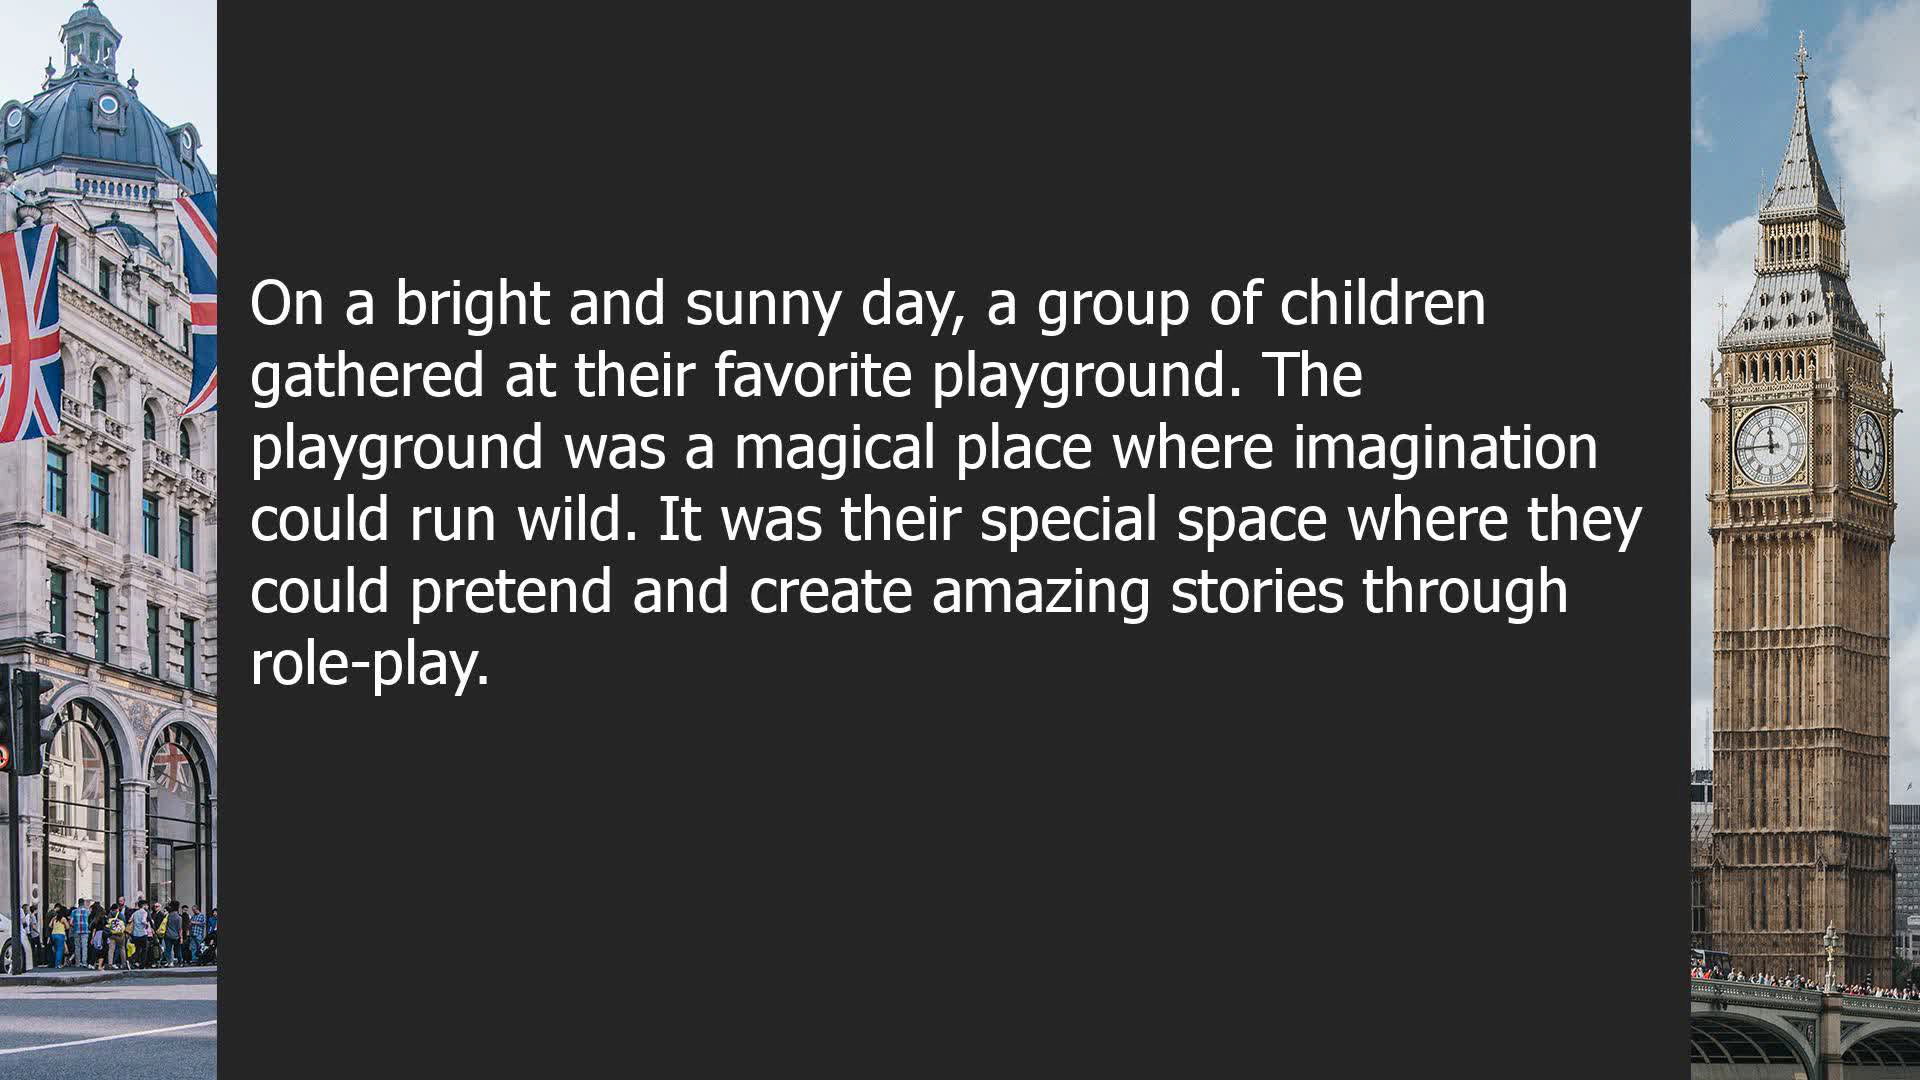 On a bright and sunny day, a group of children
gathered at their favorite playground. The
playground was a magical place where imagination
could run wild. It was their special space where they
could pretend and create amazing stories through
role-play.